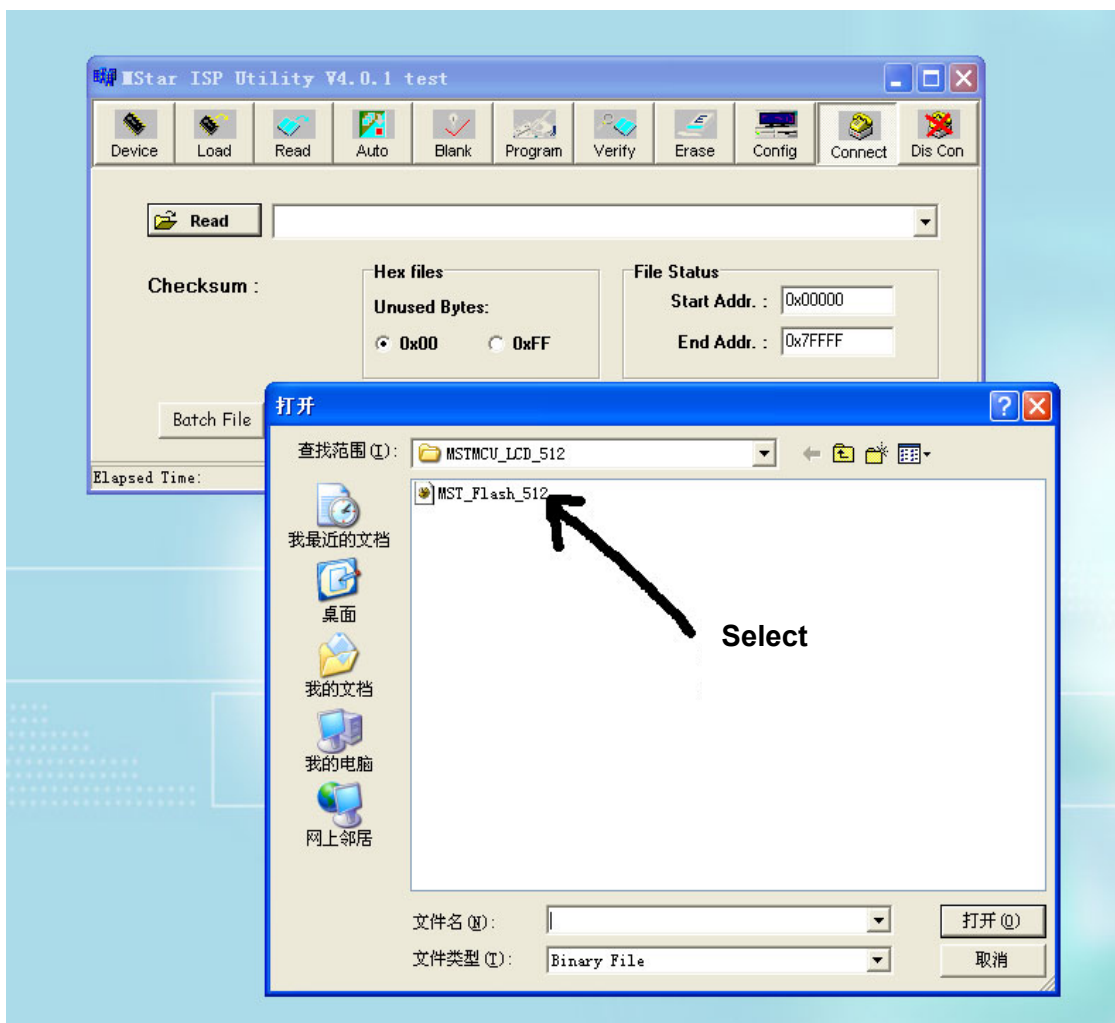 MStar ISP Utility V4.0.1 test
Device Load Read Auto Blank Program Verify Erase Config Connect Dis Con
Read
Checksum :
Hex files
Unused Bytes:
0x00 0xFF
File Status
Start Addr. : 0x00000
End Addr. : 0x7FFFF
Batch File
Elapsed Time:
打开
查找范围(I): MSTMCU_LCD_512
MST_Flash_512
我最近的文档
桌面
我的文档
我的电脑
网上邻居
Select
文件名(N): 打开(O)
文件类型(T): Binary File 取消